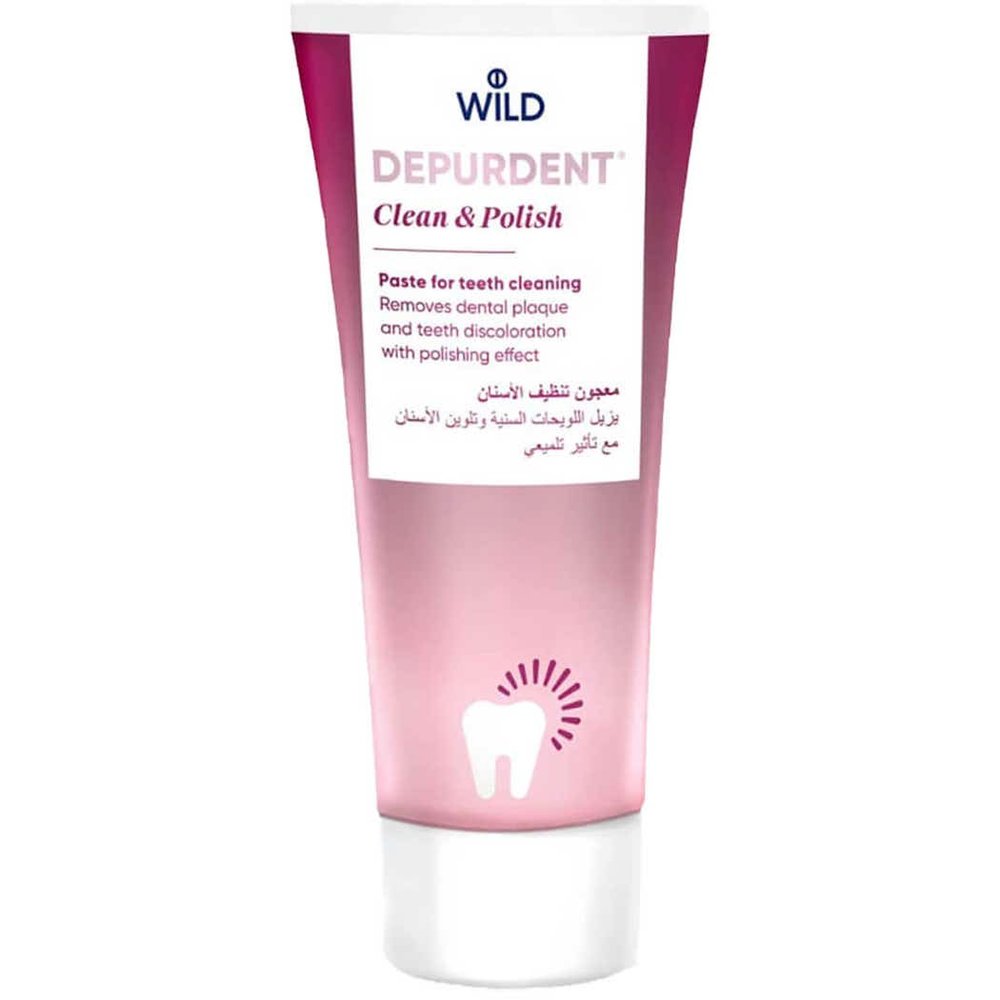 WILD
DEPURDENT®
Clean & Polish
Paste for teeth cleaning
Removes dental plaque
and teeth discoloration
with polishing effect
معجون تنظيف الأسنان
يزيل اللويحات السنية وتلوين الأسنان
مع تأثير تلميعي